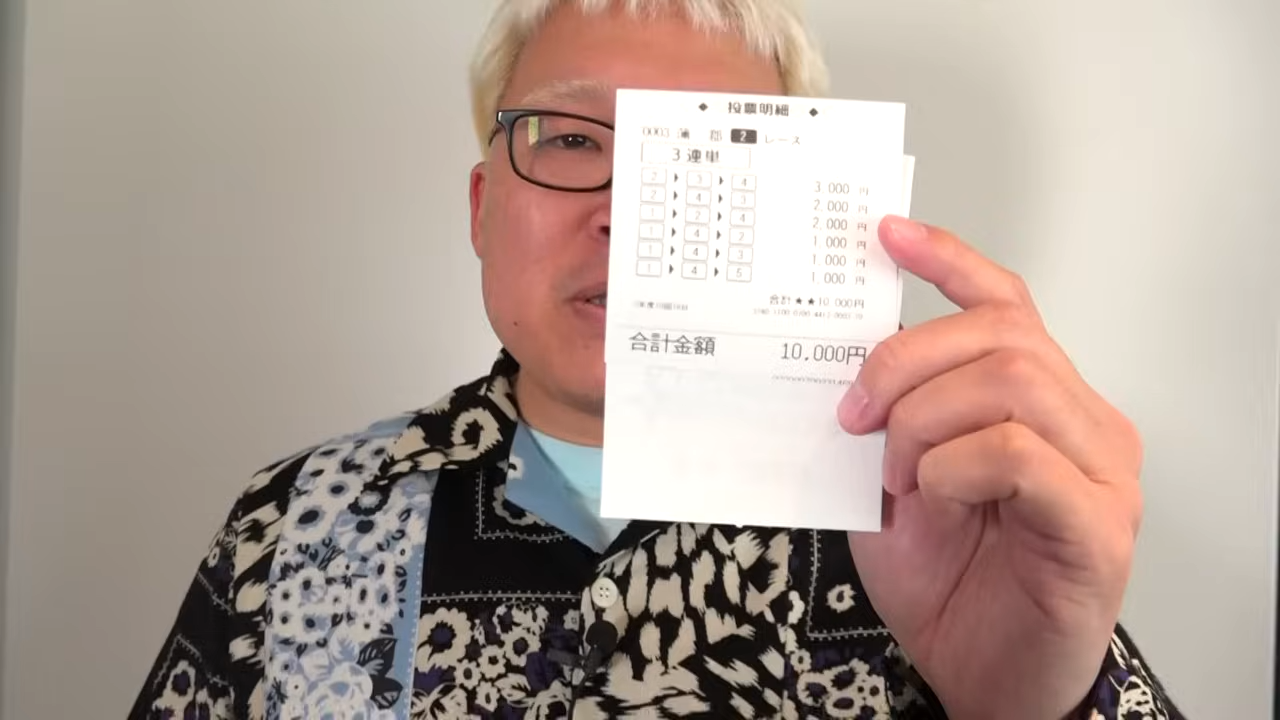 ◆ 投票明細 ◆
0003 蒲 郡 2 レース
3連単
2 ▶ 3 ▶ 4 3,000 円
2 ▶ 4 ▶ 3 2,000 円
1 ▶ 2 ▶ 4 2,000 円
1 ▶ 4 ▶ 2 1,000 円
1 ▶ 4 ▶ 3 1,000 円
1 ▶ 4 ▶ 5 1,000 円
合計★★10,000円
合計金額 10,000円